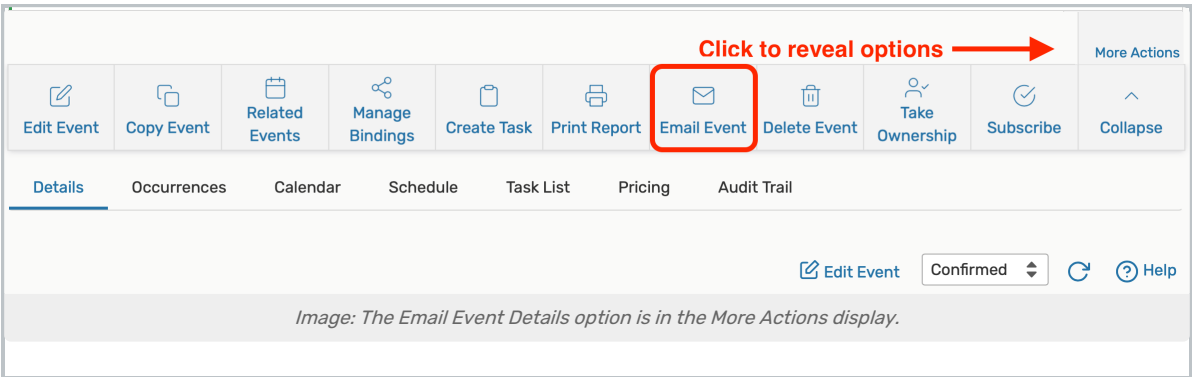 Click to reveal options
More Actions
Edit Event
Copy Event
Related
Events
Manage
Bindings
Create Task
Print Report
Email Event
Delete Event
Take
Ownership
Subscribe
Collapse
Details Occurrences Calendar Schedule Task List Pricing Audit Trail
Edit Event Confirmed Help
Image: The Email Event Details option is in the More Actions display.